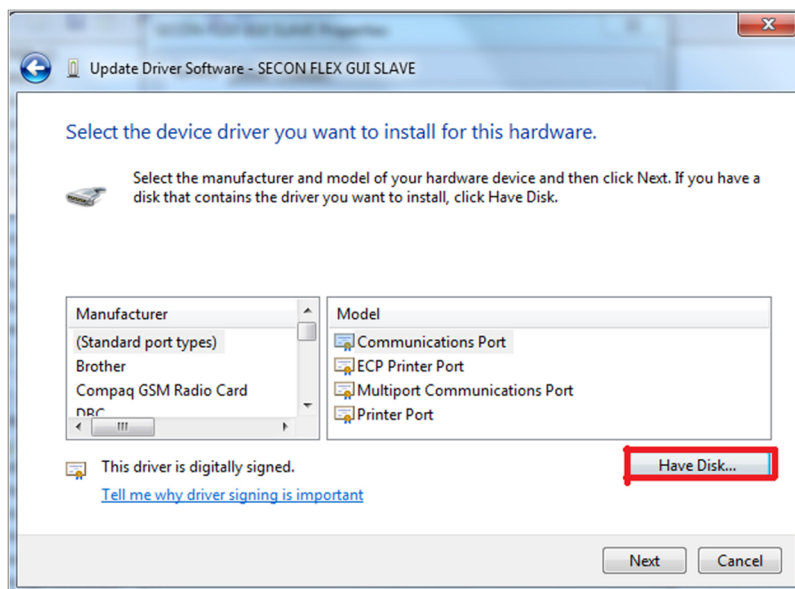 Update Driver Software - SECON FLEX GUI SLAVE
Select the device driver you want to install for this hardware.
Select the manufacturer and model of your hardware device and then click Next. If you have a
disk that contains the driver you want to install, click Have Disk.
Manufacturer
(Standard port types)
Brother
Compaq GSM Radio Card
DBC
Model
Communications Port
ECP Printer Port
Multiport Communications Port
Printer Port
This driver is digitally signed.
Have Disk...
Tell me why driver signing is important
Next
Cancel